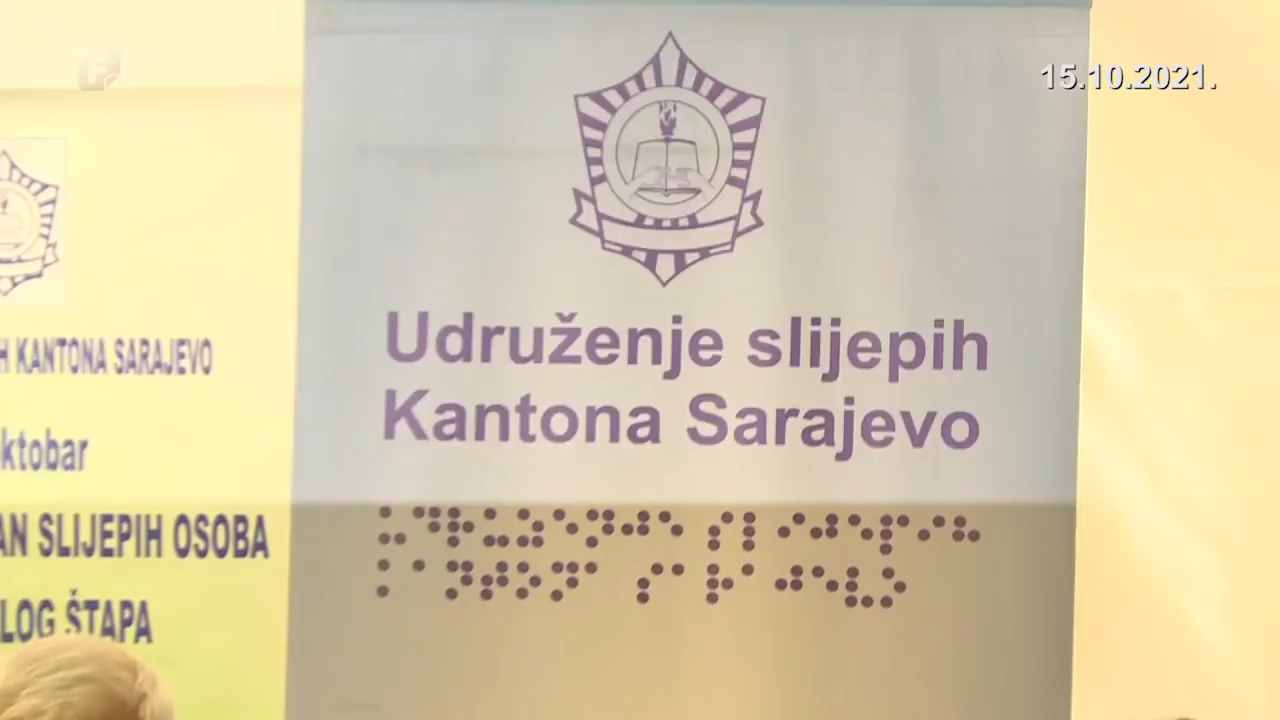 15.10.2021.
H KANTONA SARAJEVO
ktobar
AN SLIJEPIH OSOBA
LOG ŠTAPA
Udruženje slijepih
Kantona Sarajevo